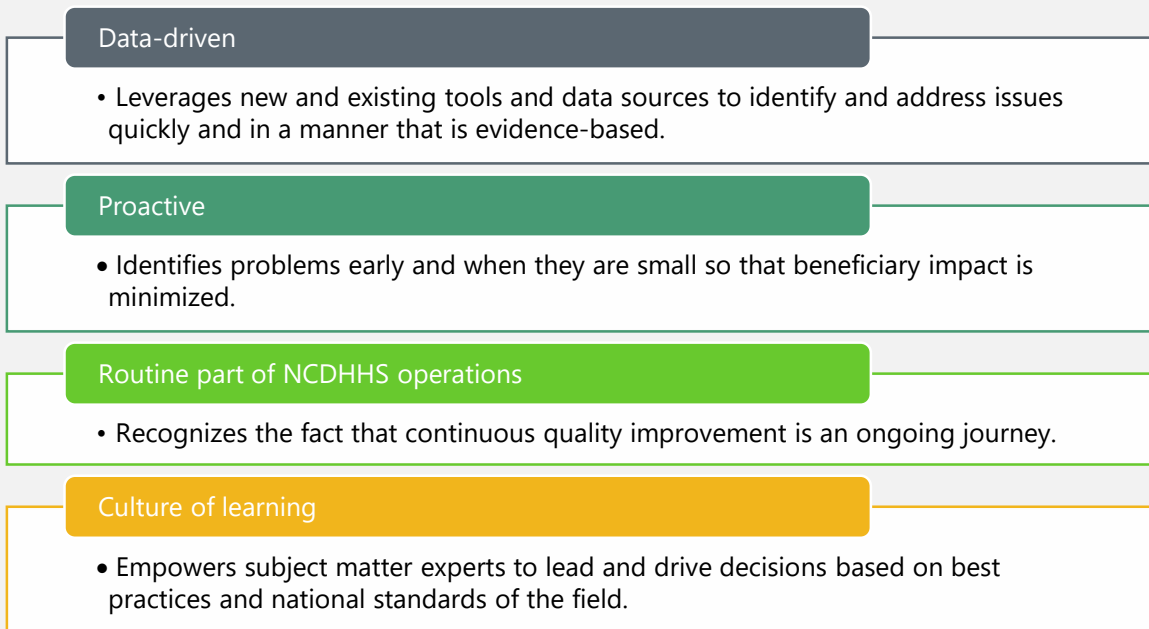 Data-driven
• Leverages new and existing tools and data sources to identify and address issues
quickly and in a manner that is evidence-based.
Proactive
• Identifies problems early and when they are small so that beneficiary impact is
minimized.
Routine part of NCDHHS operations
• Recognizes the fact that continuous quality improvement is an ongoing journey.
Culture of learning
• Empowers subject matter experts to lead and drive decisions based on best
practices and national standards of the field.